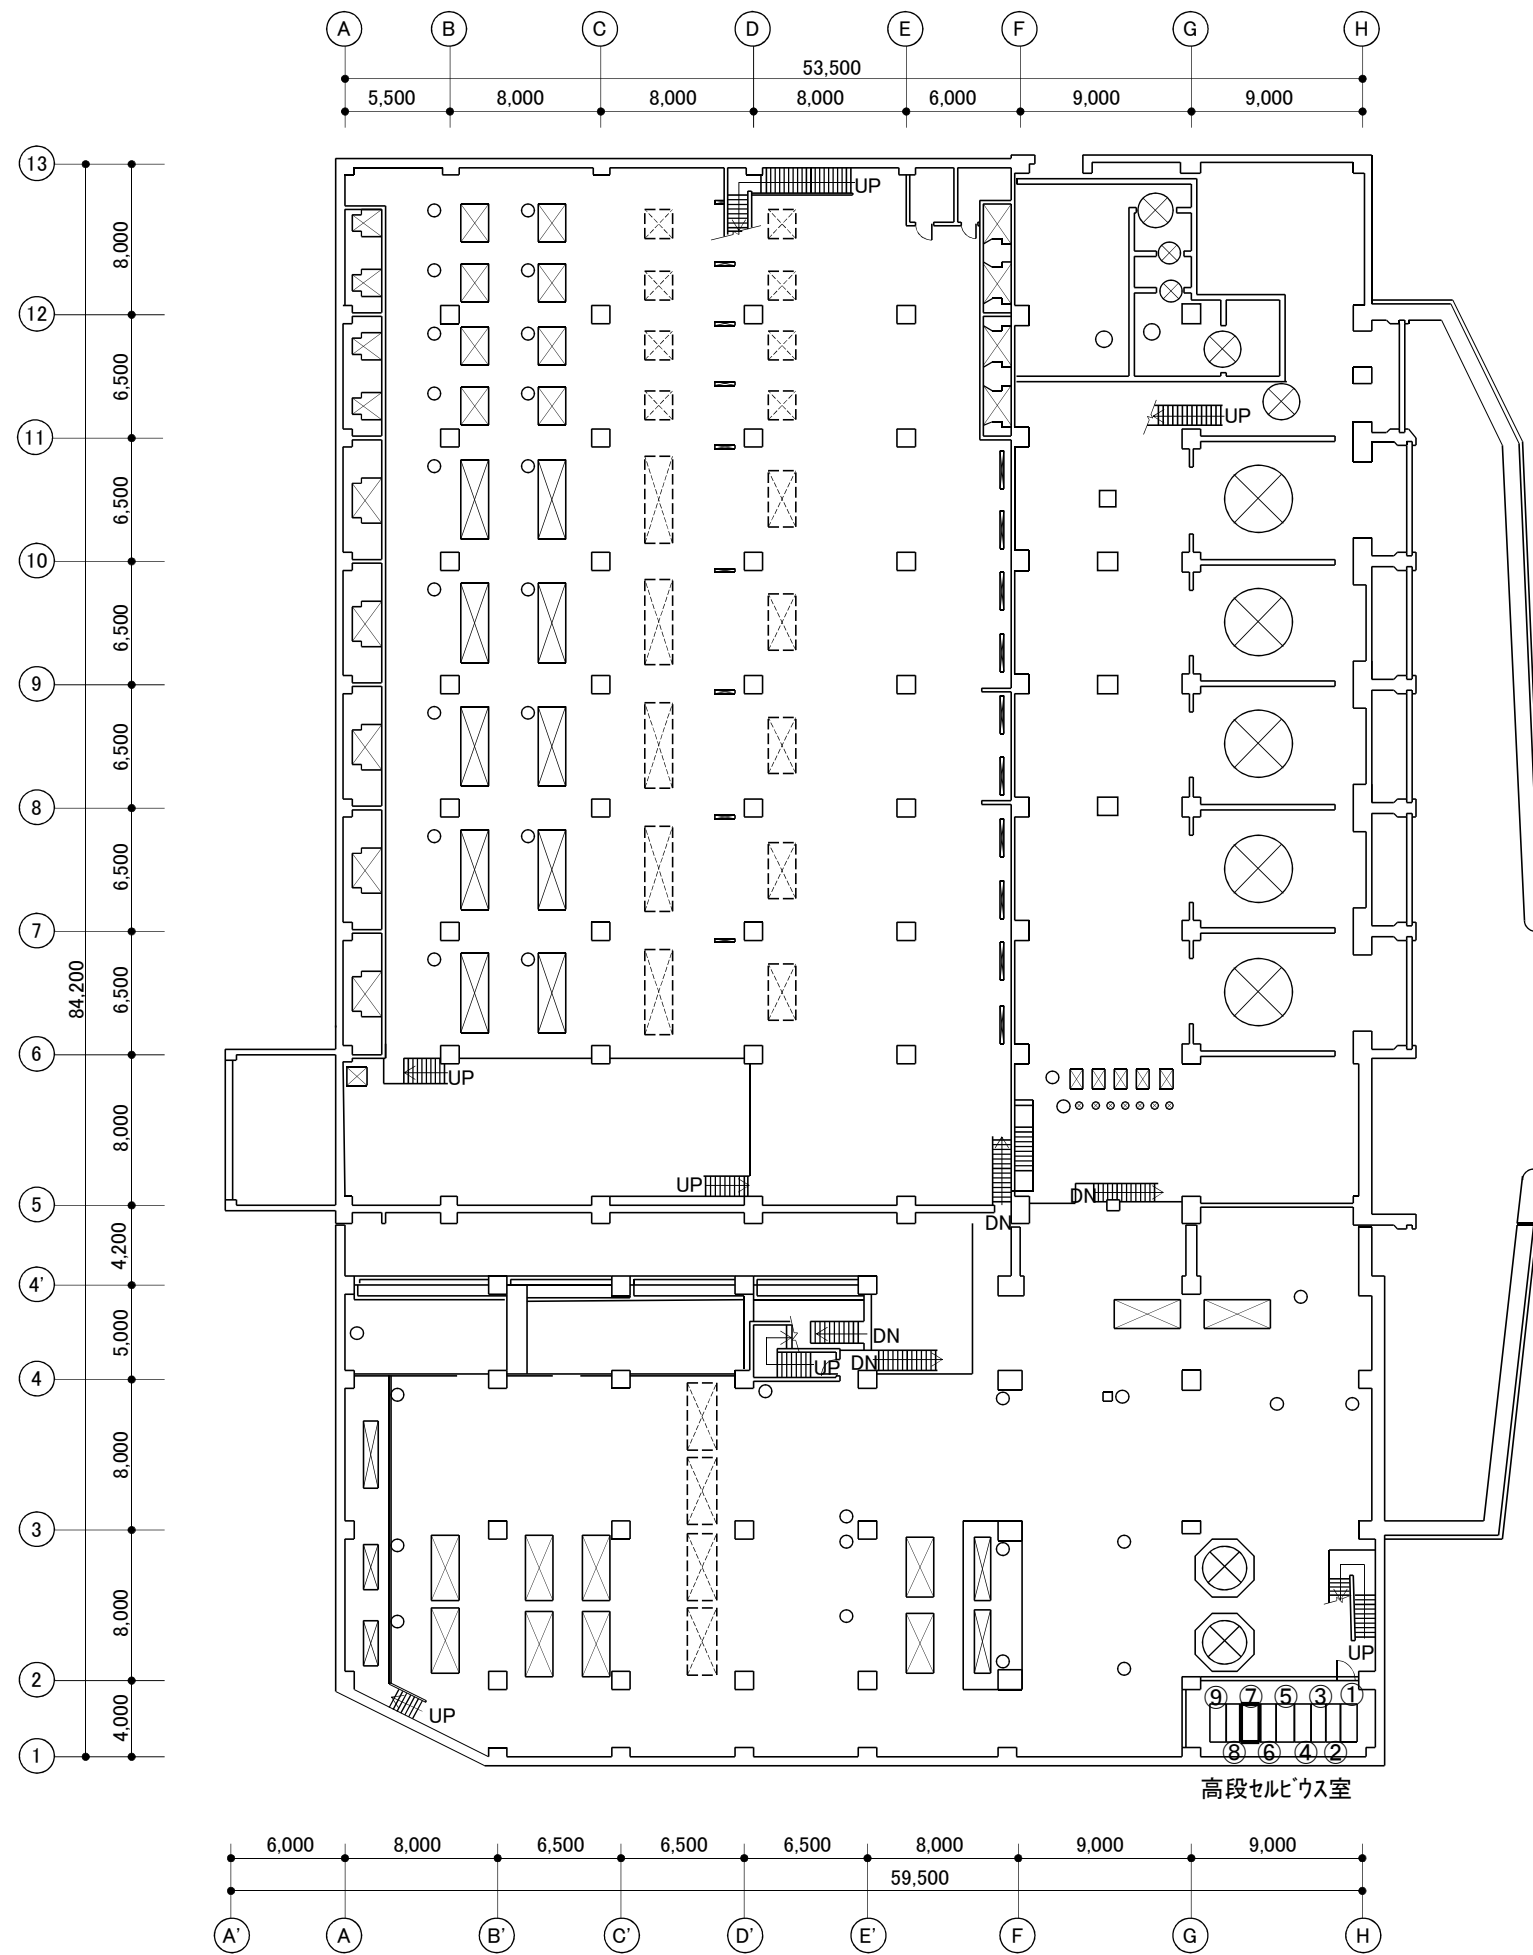 A B C D E F G H
53,500
5,500 8,000 8,000 8,000 6,000 9,000 9,000
13
UP
8,000
12
6,500
UP
11
6,500
10
6,500
9
6,500
8
6,500
7
84,200
6,500
6
UP
8,000
UP
DN
5
DN
4,200
4'
5,000
DN
UP DN
4
8,000
3
8,000
UP
2
⑨ ⑦ ⑤ ③ ①
UP
4,000
⑧ ⑥ ④ ②
1
高段ｾﾙﾋﾞｳｽ室
6,000 8,000 6,500 6,500 6,500 8,000 9,000 9,000
59,500
A' A B' C' D' E' F G H